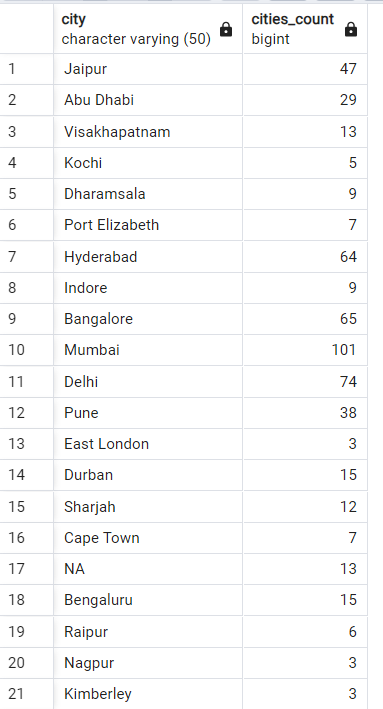 city cities_count
character varying (50) bigint
1 Jaipur 47
2 Abu Dhabi 29
3 Visakhapatnam 13
4 Kochi 5
5 Dharamsala 9
6 Port Elizabeth 7
7 Hyderabad 64
8 Indore 9
9 Bangalore 65
10 Mumbai 101
11 Delhi 74
12 Pune 38
13 East London 3
14 Durban 15
15 Sharjah 12
16 Cape Town 7
17 NA 13
18 Bengaluru 15
19 Raipur 6
20 Nagpur 3
21 Kimberley 3